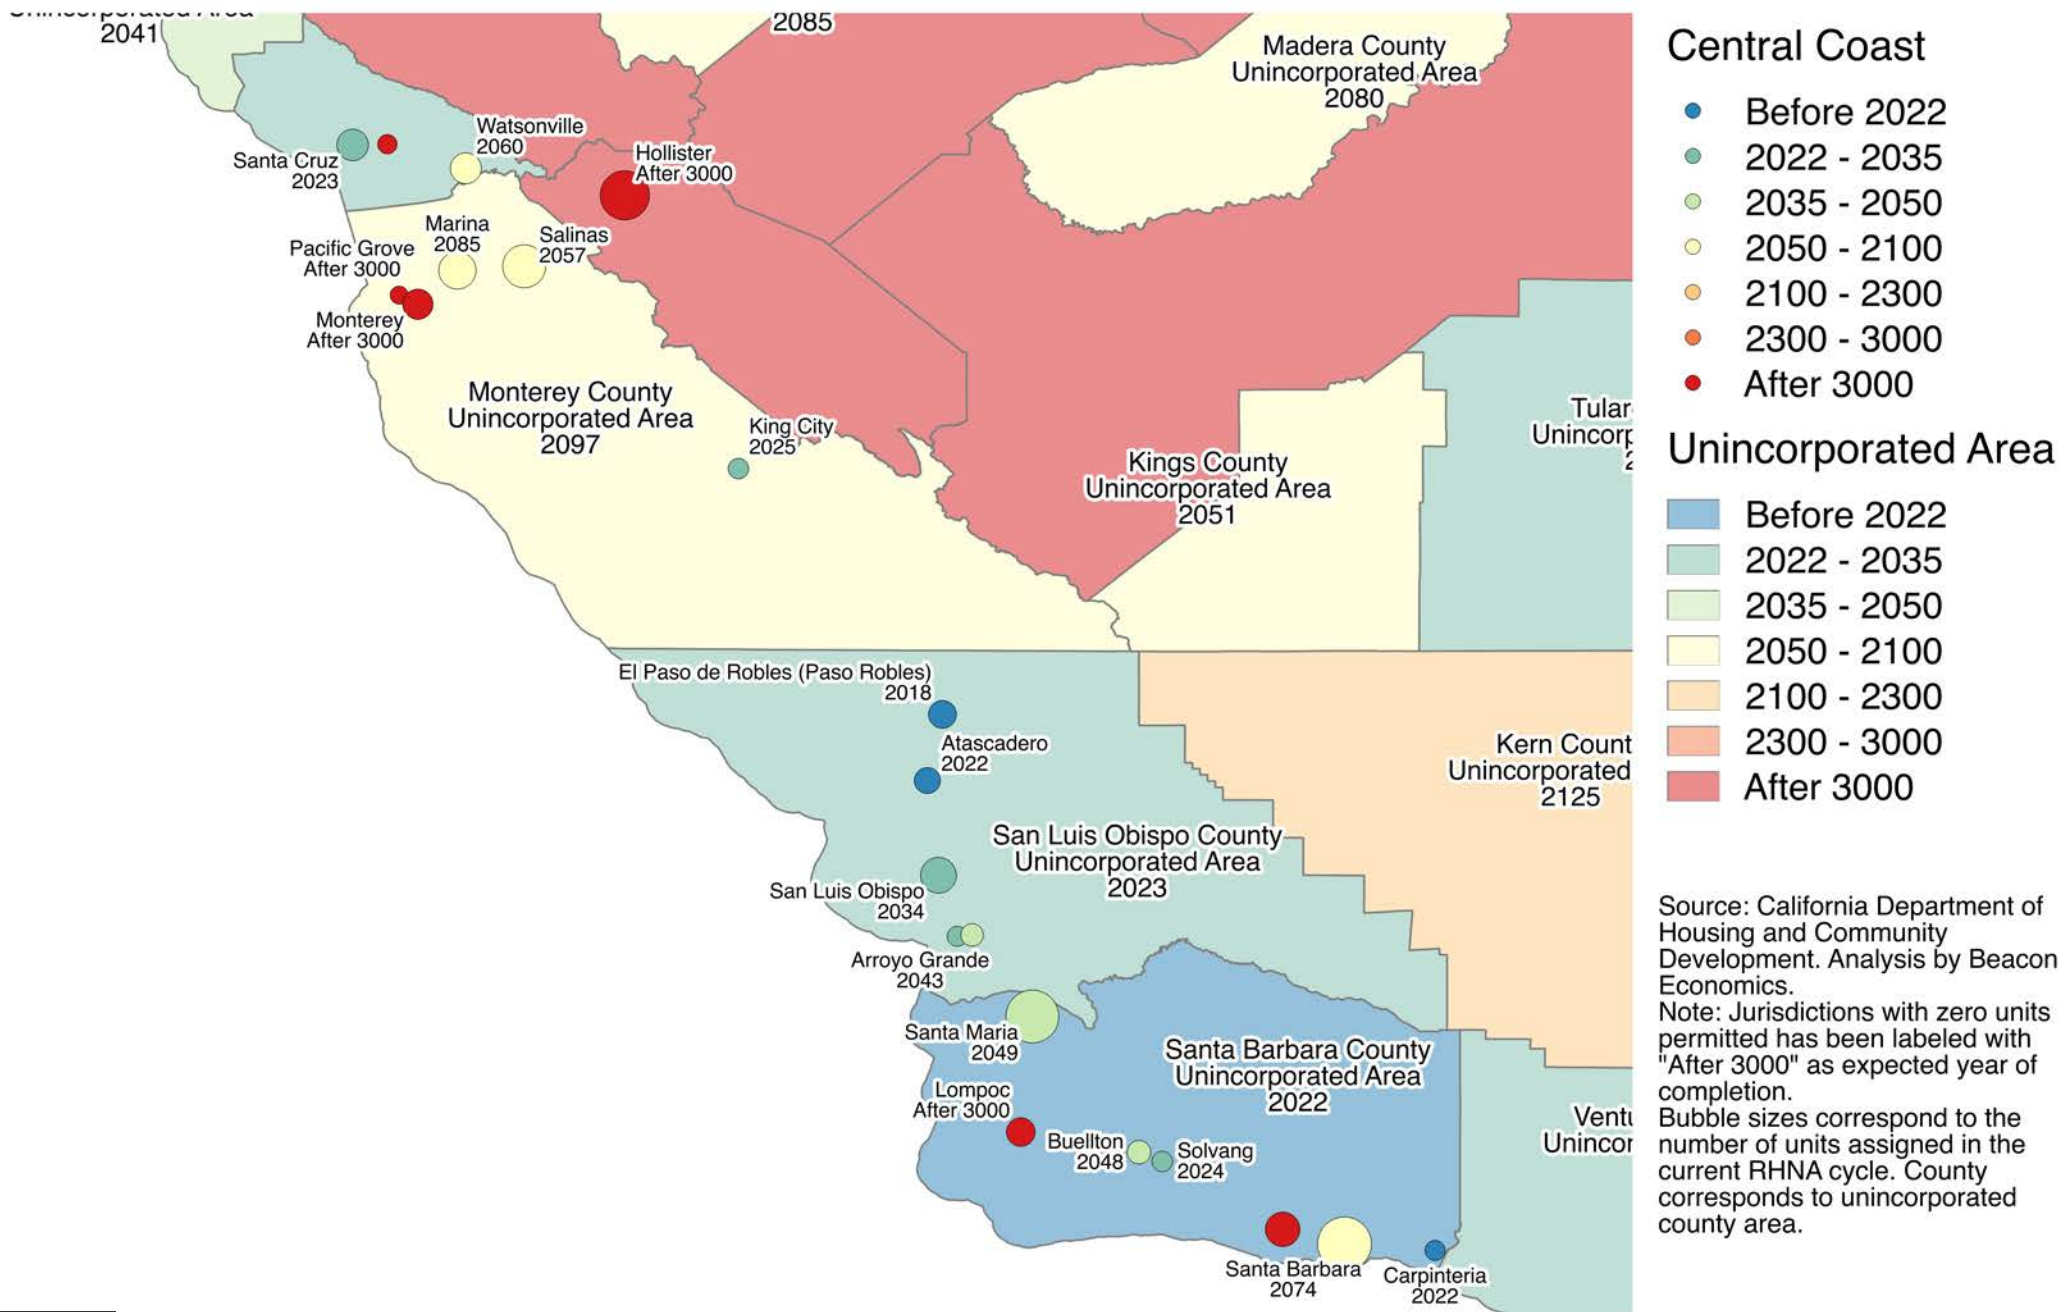 Unincorporated Area
2041
2085
Madera County
Unincorporated Area
2080
Watsonville
2060
Santa Cruz
2023
Hollister
After 3000
Marina
2085
Salinas
2057
Pacific Grove
After 3000
Monterey
After 3000
Monterey County
Unincorporated Area
2097
King City
2025
Kings County
Unincorporated Area
2051
Tular
Unincorp
2
El Paso de Robles (Paso Robles)
2018
Atascadero
2022
Kern Count
Unincorporated
2125
San Luis Obispo County
Unincorporated Area
2023
San Luis Obispo
2034
Arroyo Grande
2043
Santa Maria
2049
Santa Barbara County
Unincorporated Area
2022
Lompoc
After 3000
Buellton
2048
Solvang
2024
Ventu
Unincor
Santa Barbara
2074
Carpinteria
2022
Central Coast
Before 2022
2022 - 2035
2035 - 2050
2050 - 2100
2100 - 2300
2300 - 3000
After 3000
Unincorporated Area
Before 2022
2022 - 2035
2035 - 2050
2050 - 2100
2100 - 2300
2300 - 3000
After 3000
Source: California Department of
Housing and Community
Development. Analysis by Beacon
Economics.
Note: Jurisdictions with zero units
permitted has been labeled with
"After 3000" as expected year of
completion.
Bubble sizes correspond to the
number of units assigned in the
current RHNA cycle. County
corresponds to unincorporated
county area.